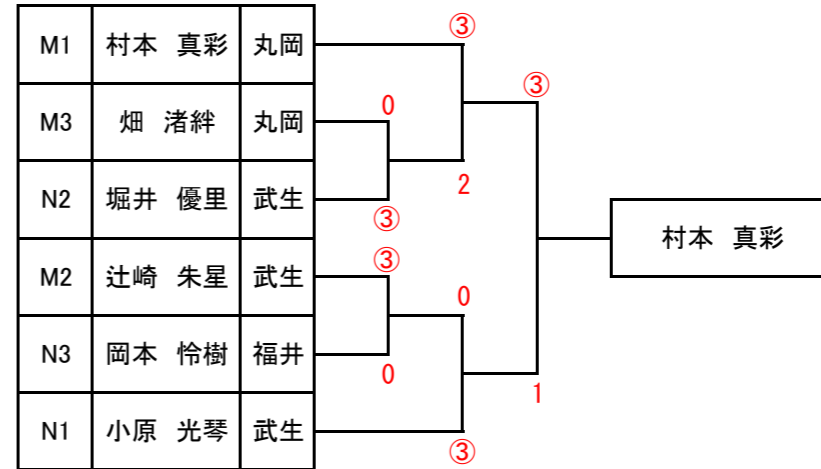 M1 村本 真彩 丸岡
③
③
M3 畑 渚絆 丸岡
0
2
N2 堀井 優里 武生
③
村本 真彩
M2 辻崎 朱星 武生
③
0
N3 岡本 怜樹 福井
0
1
N1 小原 光琴 武生
③